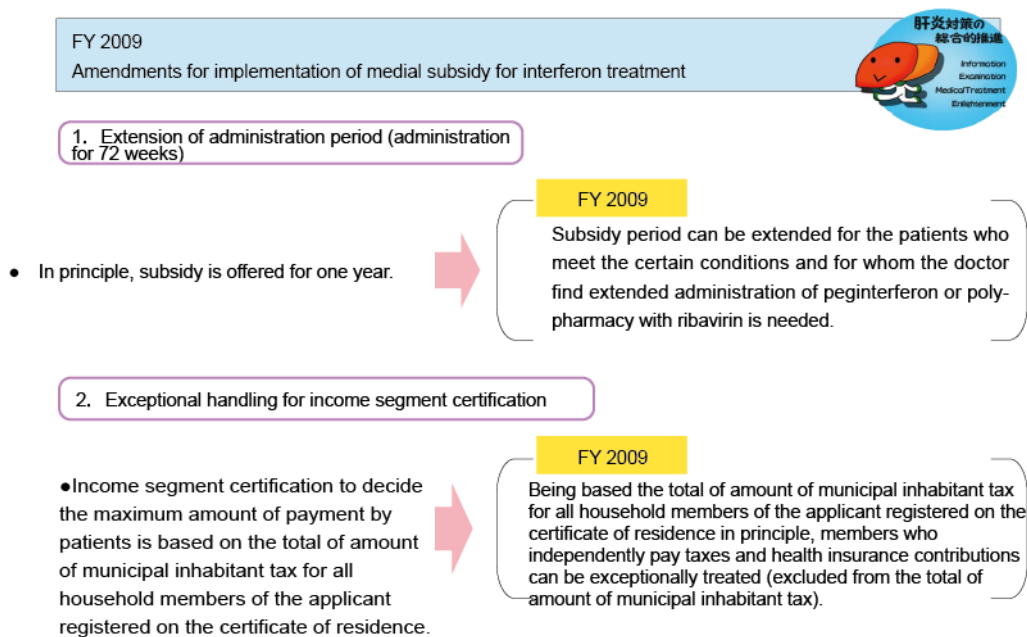 FY 2009
Amendments for implementation of medial subsidy for interferon treatment
肝炎対策の
総合的推進
Information
Examination
MedicalTreatment
Enlightenment
1. Extension of administration period (administration
for 72 weeks)
● In principle, subsidy is offered for one year.
FY 2009
Subsidy period can be extended for the patients who
meet the certain conditions and for whom the doctor
find extended administration of peginterferon or poly-
pharmacy with ribavirin is needed.
2. Exceptional handling for income segment certification
●Income segment certification to decide
the maximum amount of payment by
patients is based on the total of amount
of municipal inhabitant tax for all
household members of the applicant
registered on the certificate of residence.
FY 2009
Being based the total of amount of municipal inhabitant tax
for all household members of the applicant registered on the
certificate of residence in principle, members who
independently pay taxes and health insurance contributions
can be exceptionally treated (excluded from the total of
amount of municipal inhabitant tax).